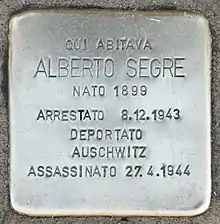 QUI ABITAVA
ALBERTO SEGRE
NATO 1899
ARRESTATO 8.12.1943
DEPORTATO
AUSCHWITZ
ASSASSINATO 27.4.1944